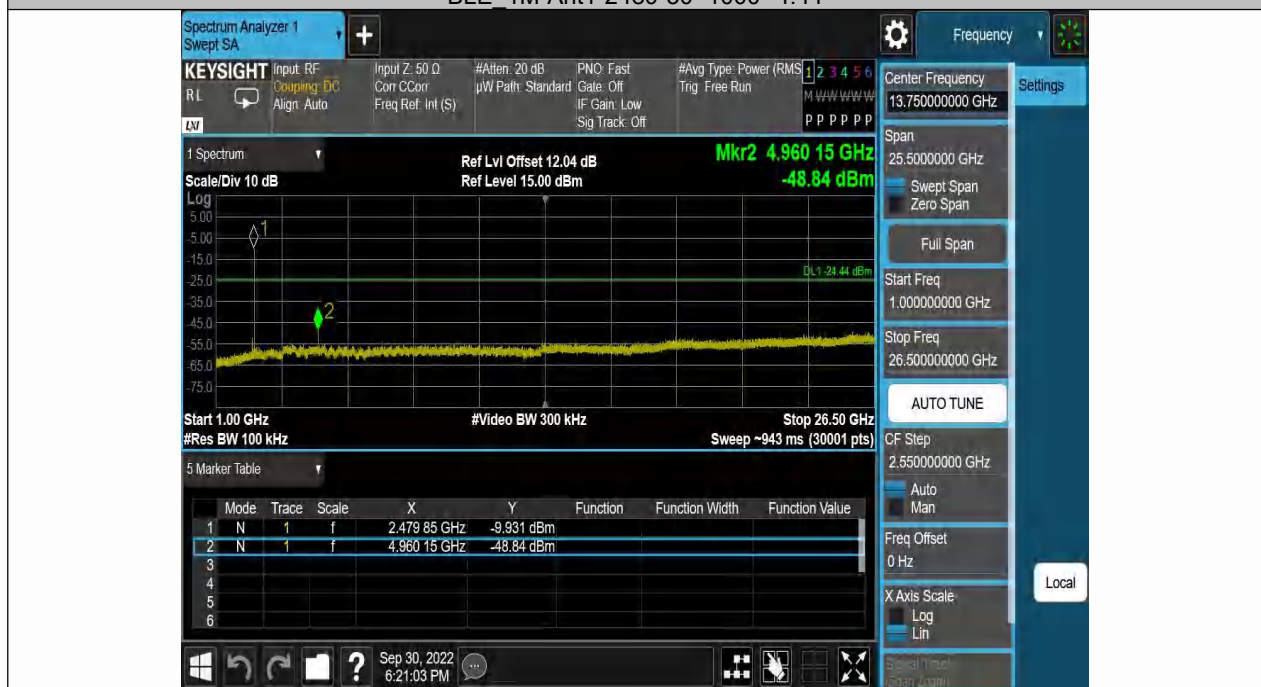 Spectrum Analyzer 1
Swept SA
+
Frequency
KEYSIGHT
RL
LXI
Input: RF
Coupling: DC
Align: Auto
Input Z: 50 Ω
Corr CCorr
Freq Ref: Int (S)
#Atten: 20 dB
µW Path: Standard
PNO: Fast
Gate: Off
IF Gain: Low
Sig Track: Off
#Avg Type: Power (RMS
Trig: Free Run
1 2 3 4 5 6
M W W W W W
P P P P P P
1 Spectrum
Scale/Div 10 dB
Ref Lvl Offset 12.04 dB
Ref Level 15.00 dBm
Mkr2 4.960 15 GHz
-48.84 dBm
Log
5.00
-5.00
-15.0
-25.0
-35.0
-45.0
-55.0
-65.0
-75.0
1
2
DL1 -24.44 dBm
Start 1.00 GHz
#Res BW 100 kHz
#Video BW 300 kHz
Stop 26.50 GHz
Sweep ~943 ms (30001 pts)
5 Marker Table
Mode Trace Scale X Y Function Function Width Function Value
1 N 1 f 2.479 85 GHz -9.931 dBm
2 N 1 f 4.960 15 GHz -48.84 dBm
3
4
5
6
?
Sep 30, 2022
6:21:03 PM
Center Frequency
13.750000000 GHz
Settings
Span
25.5000000 GHz
Swept Span
Zero Span
Full Span
Start Freq
1.000000000 GHz
Stop Freq
26.500000000 GHz
AUTO TUNE
CF Step
2.550000000 GHz
Auto
Man
Freq Offset
0 Hz
X Axis Scale
Log
Lin
Local
Signal Track
(Span Zoom)